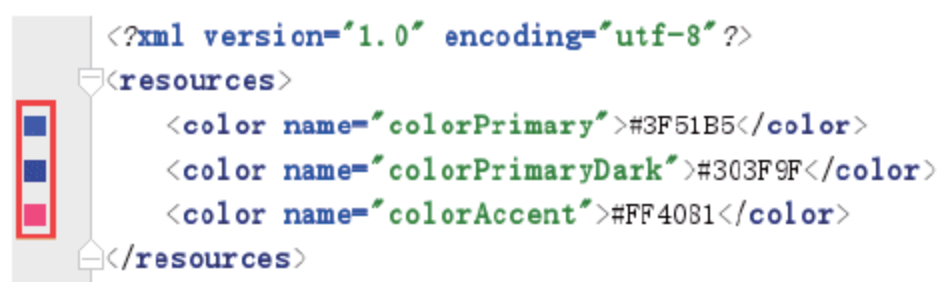 <?xml version="1.0" encoding="utf-8"?>
<resources>
<color name="colorPrimary">#3F51B5</color>
<color name="colorPrimaryDark">#303F9F</color>
<color name="colorAccent">#FF4081</color>
</resources>